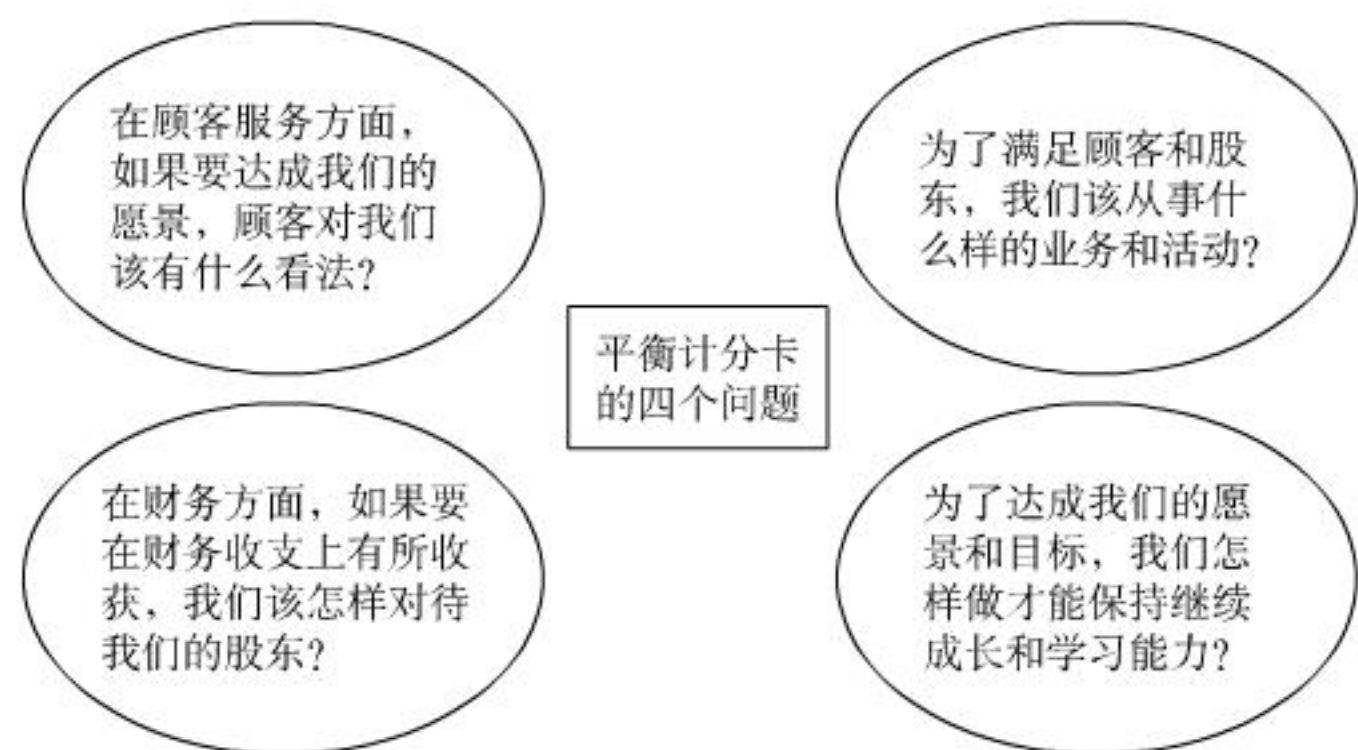 在顾客服务方面，
如果要达成我们的
愿景，顾客对我们
该有什么看法？
为了满足顾客和股
东，我们该从事什
么样的业务和活动？
平衡计分卡
的四个问题
在财务方面，如果要
在财务收支上有所收
获，我们该怎样对待
我们的股东？
为了达成我们的愿
景和目标，我们怎
样做才能保持继续
成长和学习能力？